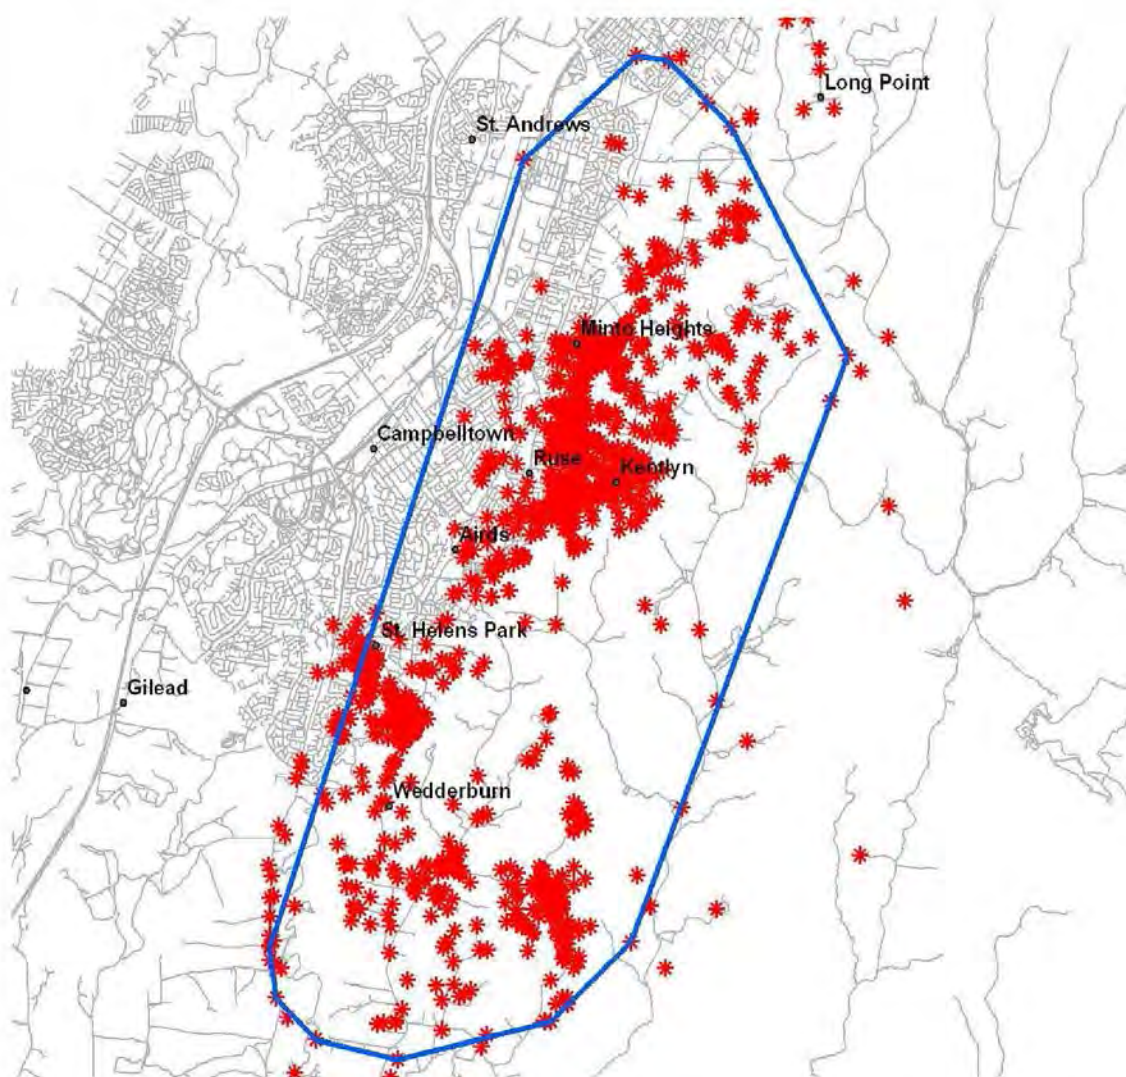 Long Point
St. Andrews
Minto Heights
Campbelltown
Ruse
Kentlyn
Airds
St. Helens Park
Gilead
Wedderburn